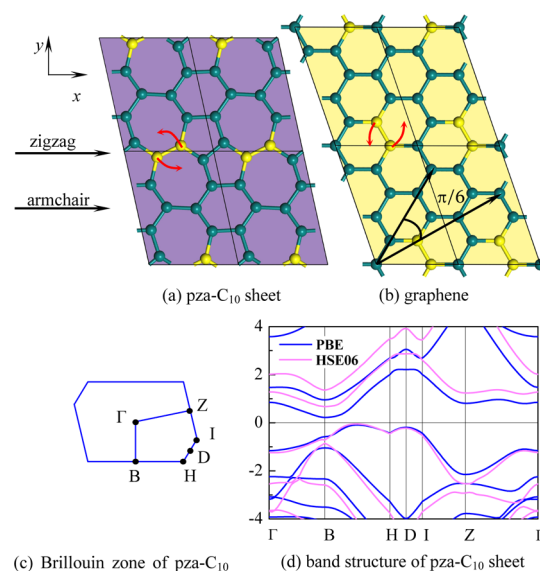 y
x
zigzag
armchair
π/6
(a) pza-C10 sheet
(b) graphene
Γ
Z
I
D
B
H
(c) Brillouin zone of pza-C10
4
2
0
-2
-4
PBE
HSE06
Γ B H D I Z Γ
(d) band structure of pza-C10 sheet